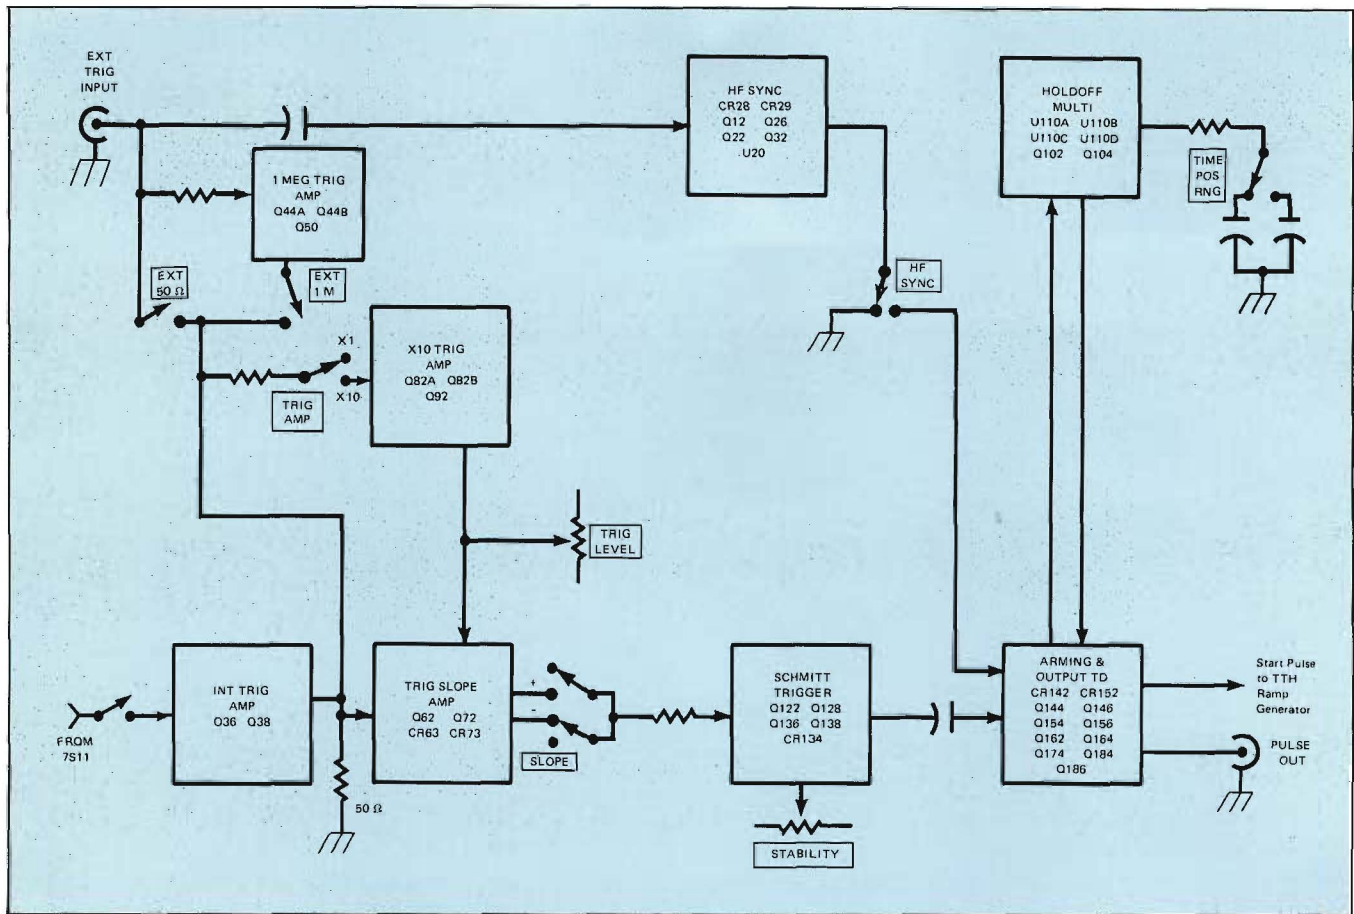 EXT
TRIG
INPUT
1 MEG TRIG
AMP
Q44A Q44B
Q50
EXT
50 Ω
EXT
1 M
X1
X10
TRIG
AMP
X10 TRIG
AMP
Q82A Q82B
Q92
HF SYNC
CR28 CR29
Q12 Q26
Q22 Q32
U20
HF
SYNC
HOLDOFF
MULTI
U110A U110B
U110C U110D
Q102 Q104
TIME
POS
RNG
TRIG
LEVEL
FROM
7S11
INT TRIG
AMP
Q36 Q38
50 Ω
TRIG SLOPE
AMP
Q62 Q72
CR63 CR73
+
-
SLOPE
SCHMITT
TRIGGER
Q122 Q128
Q136 Q138
CR134
STABILITY
ARMING &
OUTPUT TD
CR142 CR152
Q144 Q146
Q154 Q156
Q162 Q164
Q174 Q184
Q186
Start Pulse
to TTH
Ramp
Generator
PULSE
OUT